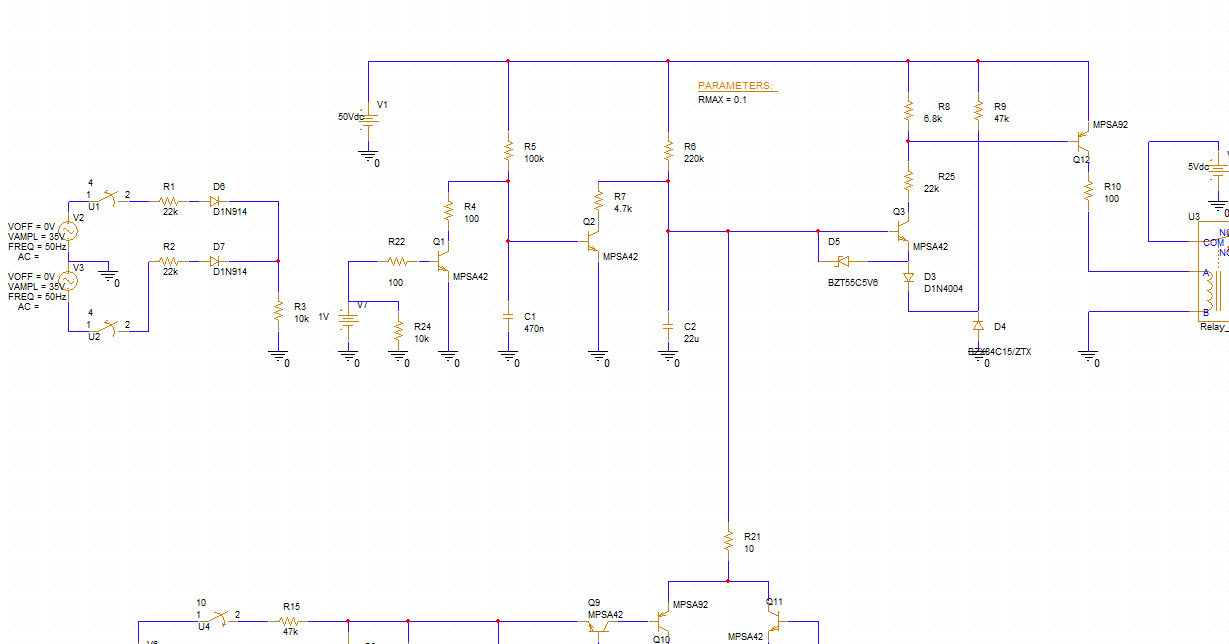 PARAMETERS:
RMAX = 0.1
V1
50Vdc
0
R5
100k
R6
220k
R8
6.8k
R9
47k
MPSA92
Q12
5Vdc
0
R25
22k
R10
100
4
1
2
U1
R1
22k
D6
D1N914
V2
VOFF = 0V
VAMPL = 35V
FREQ = 50Hz
AC =
R2
22k
D7
D1N914
V3
VOFF = 0V
VAMPL = 35V
FREQ = 50Hz
AC =
0
4
1
2
U2
R3
10k
0
R4
100
R22
100
Q1
MPSA42
V7
1V
R24
10k
0
0
0
C1
470n
0
R7
4.7k
Q2
MPSA42
0
C2
22u
0
D5
BZT55C5V6
Q3
MPSA42
D3
D1N4004
D4
BZX84C15/ZTX
0
U3
COM
A
B
Relay_
0
R21
10
10
1
2
U4
R15
47k
Q9
MPSA42
MPSA92
Q10
Q11
MPSA42